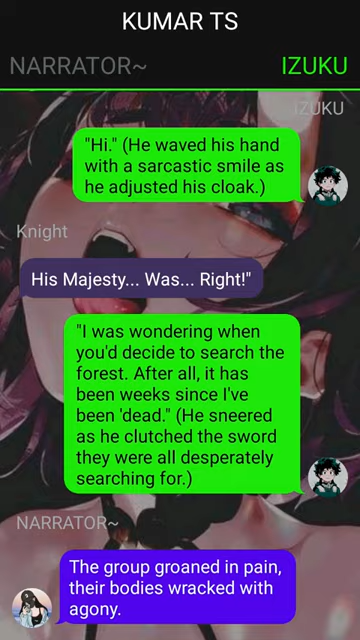 KUMAR TS
NARRATOR~ IZUKU
IZUKU
"Hi." (He waved his hand
with a sarcastic smile as
he adjusted his cloak.)
Knight
His Majesty... Was... Right!"
"I was wondering when
you'd decide to search the
forest. After all, it has
been weeks since I've
been 'dead." (He sneered
as he clutched the sword
they were all desperately
searching for.)
NARRATOR~
The group groaned in pain,
their bodies wracked with
agony.